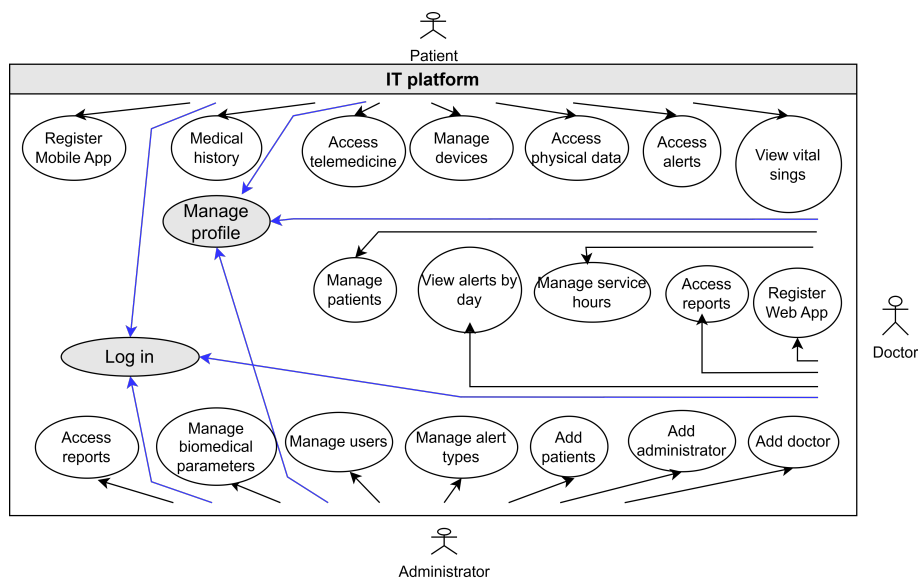 Patient
IT platform
Register
Mobile App
Medical
history
Access
telemedicine
Manage
devices
Access
physical data
Access
alerts
View vital
sings
Manage
profile
Manage
patients
View alerts by
day
Manage service
hours
Access
reports
Register
Web App
Doctor
Log in
Access
reports
Manage
biomedical
parameters
Manage users
Manage alert
types
Add
patients
Add
administrator
Add doctor
Administrator